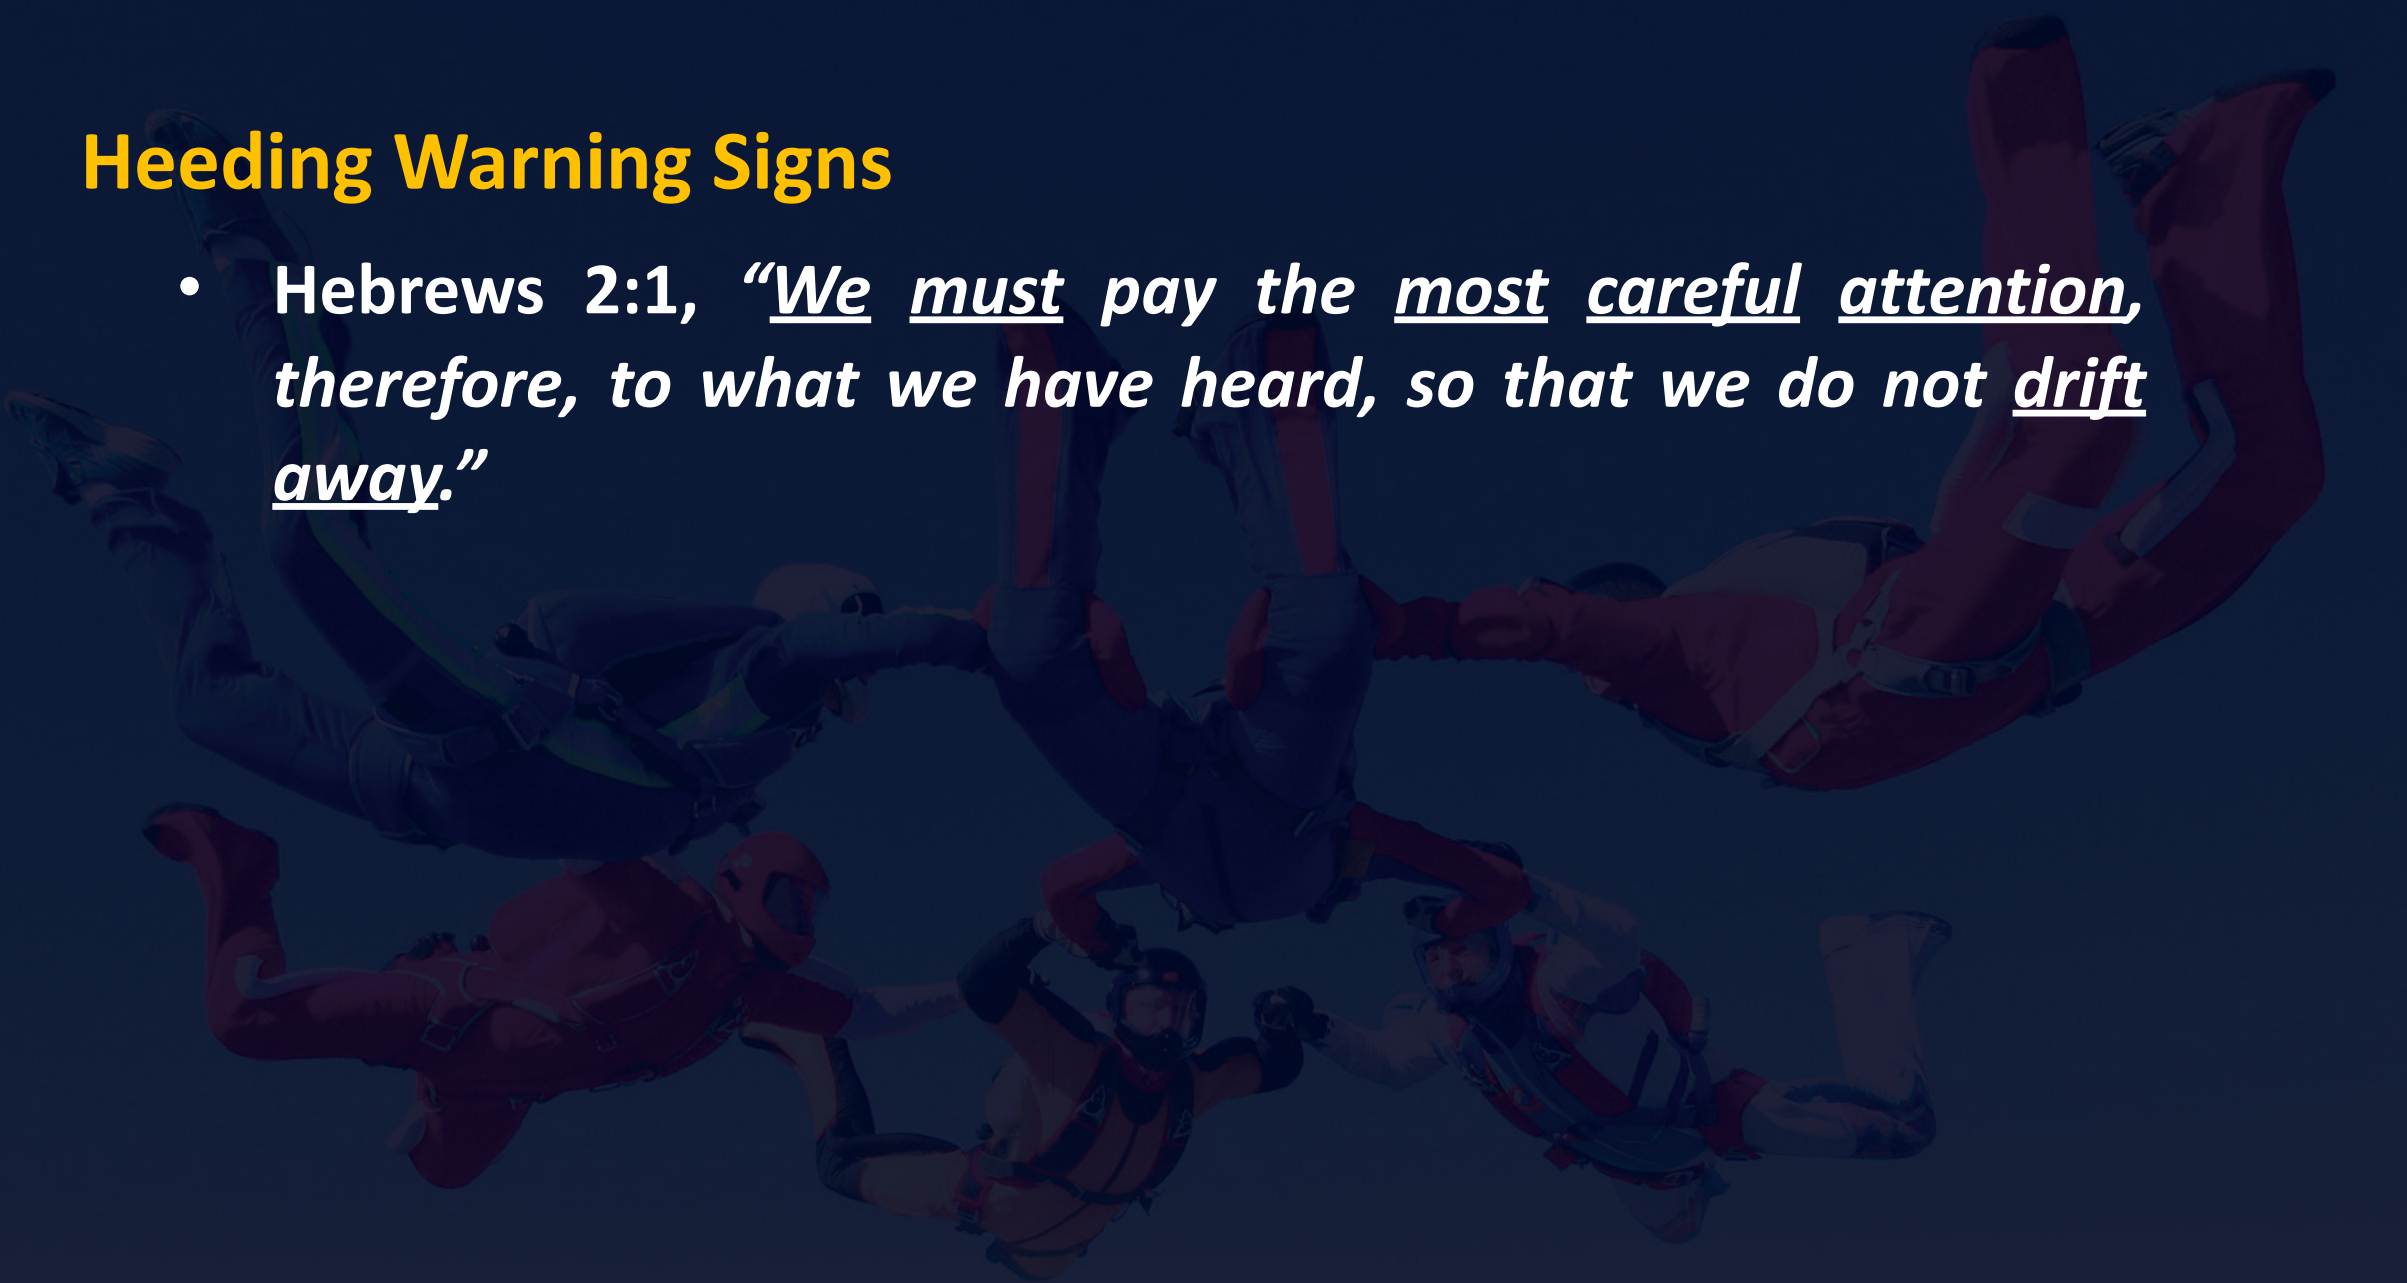 Heeding Warning Signs
• Hebrews 2:1, “We must pay the most careful attention,
therefore, to what we have heard, so that we do not drift
away.”